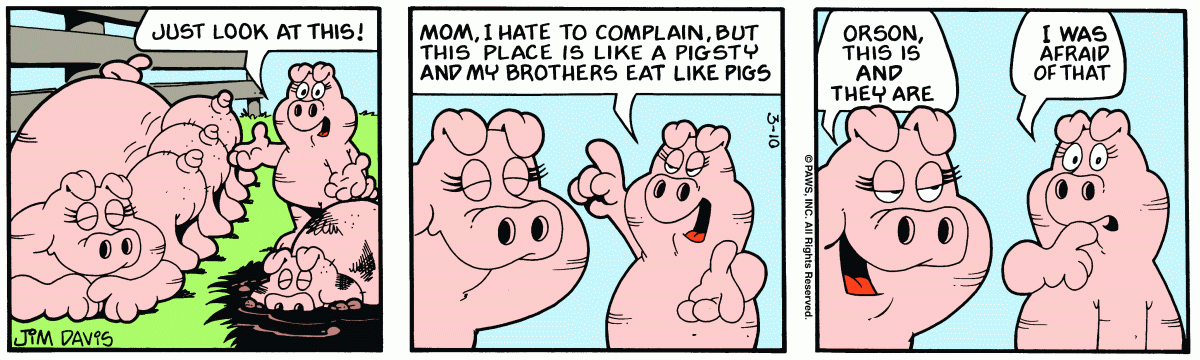 JUST LOOK AT THIS!
JIM DAVIS
MOM, I HATE TO COMPLAIN, BUT
THIS PLACE IS LIKE A PIGSTY
AND MY BROTHERS EAT LIKE PIGS
3-10
© PAWS, INC. All Rights Reserved.
ORSON,
THIS IS
AND
THEY ARE
I WAS
AFRAID
OF THAT